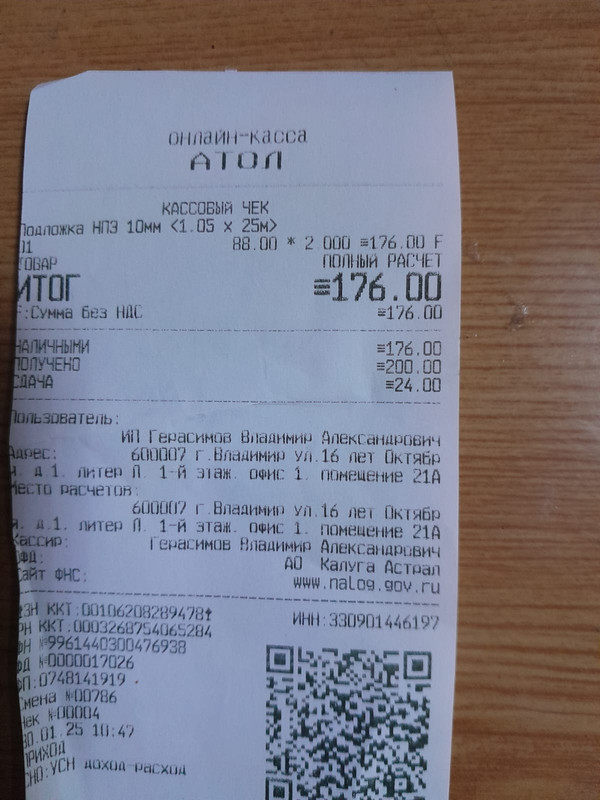 онлайн-касса
АТОЛ
КАССОВЫЙ ЧЕК
Подложка НПЭ 10мм <1.05 x 25м>
01 88.00 * 2 000 ≡176.00 F
ТОВАР ПОЛНЫЙ РАСЧЕТ
ИТОГ ≡176.00
F:Сумма без НДС ≡176.00
НАЛИЧНЫМИ ≡176.00
ПОЛУЧЕНО ≡200.00
СДАЧА ≡24.00
Пользователь:
ИП Герасимов Владимир Александрович
Адрес: 600007 г.Владимир ул.16 лет Октябр
я. д.1. литер Л. 1-й этаж. офис 1. помещение 21А
Место расчетов:
600007 г.Владимир ул.16 лет Октябр
я. д.1. литер Л. 1-й этаж. офис 1. помещение 21А
Кассир: Герасимов Владимир Александрович
ОФД: АО Калуга Астрал
Сайт ФНС: www.nalog.gov.ru
ЗН ККТ:00106208289478↑
РН ККТ:0003268754065284 ИНН:330901446197
ФН №9961440300476938
ФД №0000017026
ФП:0748141919
Смена №00786
Чек №00004
30.01.25 10:47
ПРИХОД
СНО:УСН доход-расход